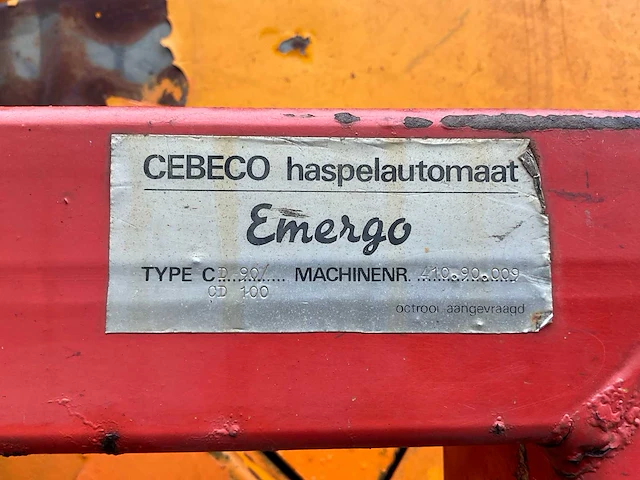 CEBECO haspelautomaat
Emergo
TYPE CD 90/ MACHINENR. 410.90.009
CD 100
octrooi aangevraagd